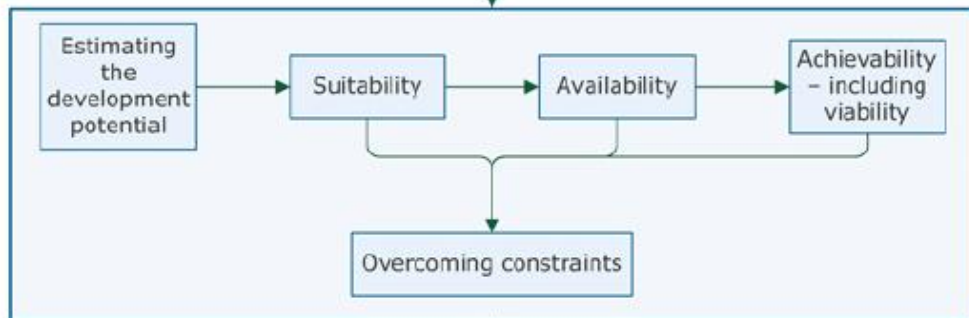 Estimating
the
development
potential
Suitability
Availability
Achievability
– including
viability
Overcoming constraints